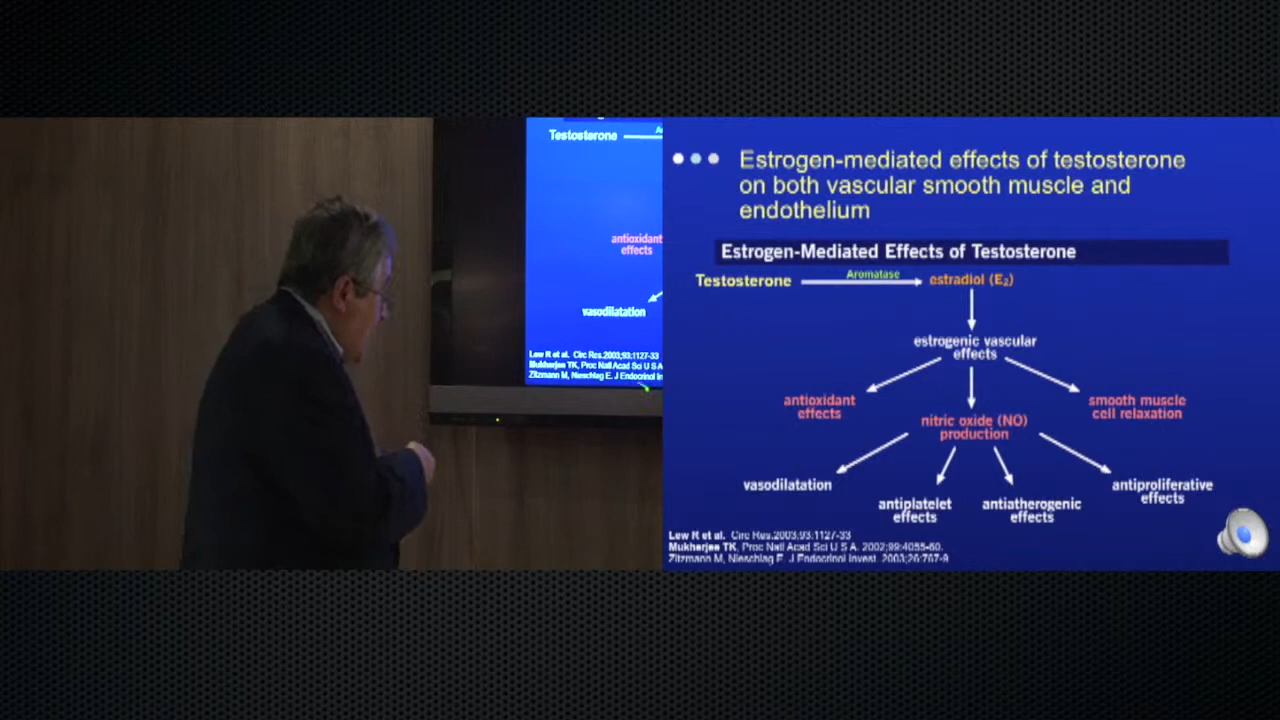 Testosterone
antioxidant
effects
vasodilatation
Lew R et al. Circ Res.2003;93:1127-33
Mukherjee TK, Proc Natl Acad Sci U S A
Zitzmann M, Nieschlag E. J Endocrinol In
Estrogen-mediated effects of testosterone
on both vascular smooth muscle and
endothelium
Estrogen-Mediated Effects of Testosterone
Testosterone
Aromatase
estradiol (E₂)
estrogenic vascular
effects
antioxidant
effects
nitric oxide (NO)
production
smooth muscle
cell relaxation
vasodilatation
antiplatelet
effects
antiatherogenic
effects
antiproliferative
effects
Lew R et al. Circ Res.2003;93:1127-33
Mukherjee TK, Proc Natl Acad Sci U S A. 2002;99:4055-60.
Zitzmann M, Nieschlag E. J Endocrinol Invest. 2003;26:767-9